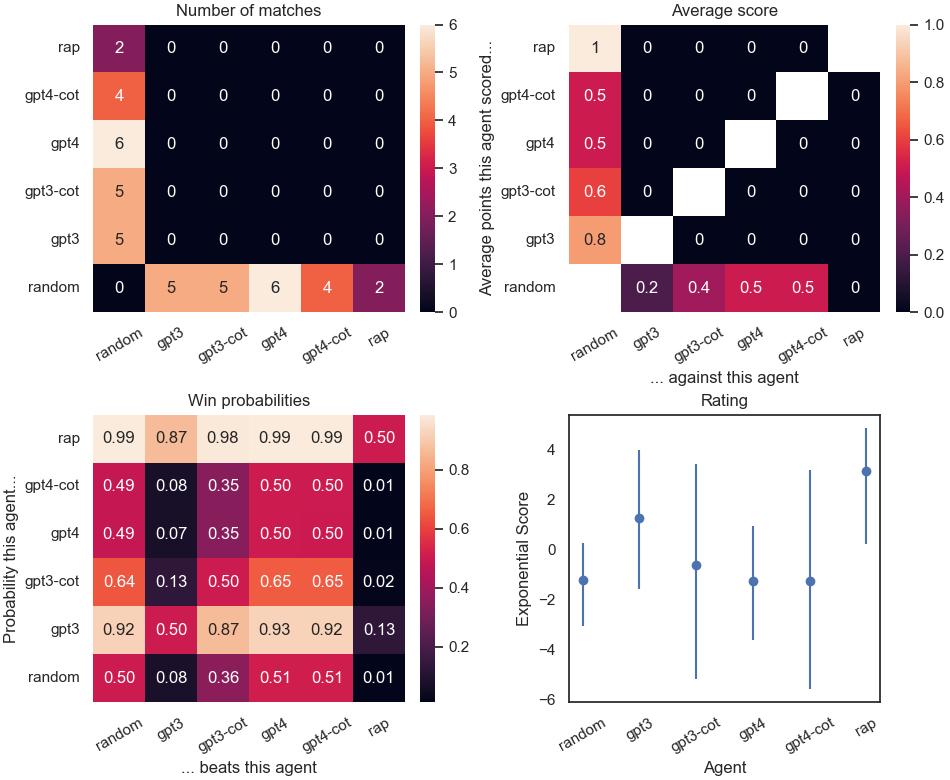 Number of matches
rap 2 0 0 0 0 0
gpt4-cot 4 0 0 0 0 0
gpt4 6 0 0 0 0 0
gpt3-cot 5 0 0 0 0 0
gpt3 5 0 0 0 0 0
random 0 5 5 6 4 2
random gpt3 gpt3-cot gpt4 gpt4-cot rap
6
5
4
3
2
1
0
Average score
Average points this agent scored...
rap 1 0 0 0 0
gpt4-cot 0.5 0 0 0 0
gpt4 0.5 0 0 0 0
gpt3-cot 0.6 0 0 0 0
gpt3 0.8 0 0 0 0
random 0.2 0.4 0.5 0.5 0
random gpt3 gpt3-cot gpt4 gpt4-cot rap
... against this agent
1.0
0.8
0.6
0.4
0.2
0.0
Win probabilities
Probability this agent...
rap 0.99 0.87 0.98 0.99 0.99 0.50
gpt4-cot 0.49 0.08 0.35 0.50 0.50 0.01
gpt4 0.49 0.07 0.35 0.50 0.50 0.01
gpt3-cot 0.64 0.13 0.50 0.65 0.65 0.02
gpt3 0.92 0.50 0.87 0.93 0.92 0.13
random 0.50 0.08 0.36 0.51 0.51 0.01
random gpt3 gpt3-cot gpt4 gpt4-cot rap
... beats this agent
0.8
0.6
0.4
0.2
Rating
Exponential Score
4
2
0
−2
−4
−6
random gpt3 gpt3-cot gpt4 gpt4-cot rap
Agent